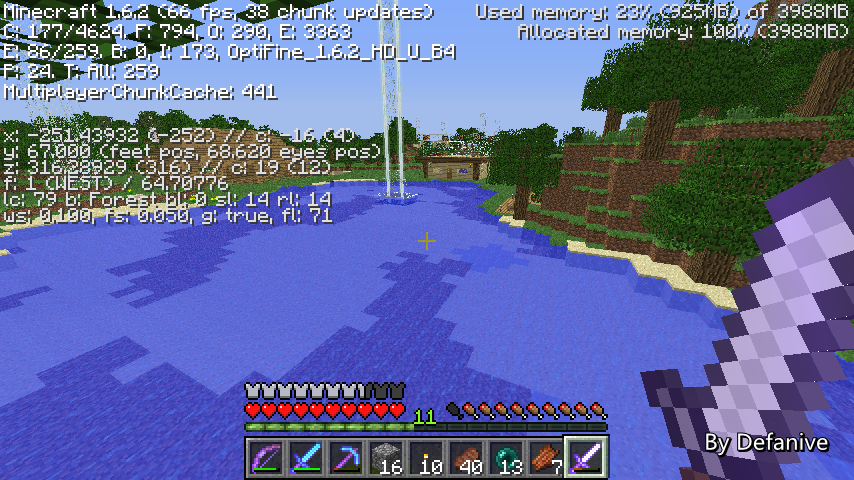 Minecraft 1.6.2 (66 fps, 38 chunk updates)
Used memory: 23% (925MB) of 3988MB
C: 177/4624, F: 794, O: 290, E: 3363
Allocated memory: 100% (3988MB)
E: 86/259, B: 0, I: 173, OptiFine_1.6.2_HD_U_B4
P: 24. T: All: 259
MultiplayerChunkCache: 441
x: -251.43932 (-252) // c: -16 (4)
y: 67.000 (feet pos, 68.620 eyes pos)
z: 316.28929 (316) // c: 19 (12)
f: 1 (WEST) / 64.70776
lc: 79 b: Forest bl: 0 sl: 14 rl: 14
ws: 0.100, fs: 0.050, g: true, fl: 71
11
16 10 40 13 7
By Defanive